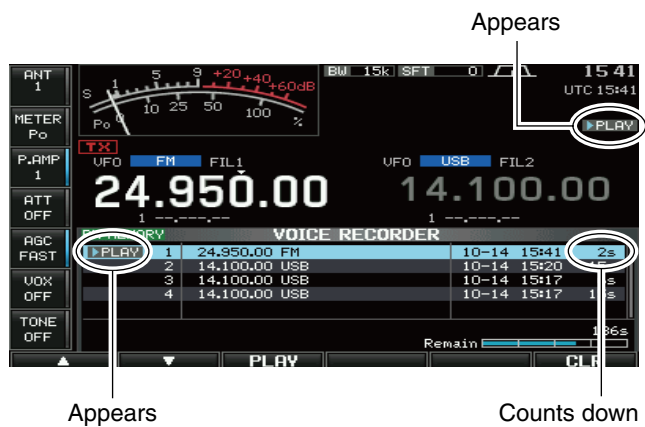 Appears
ANT 1
METER Po
P.AMP 1
ATT OFF
AGC FAST
VOX OFF
TONE OFF
S 1 5 9 +20 +40 +60dB
Po 0 10 25 50 100 %
BW 15k SFT 0
15:41
UTC 15:41
PLAY
TX
VFO FM FIL1
VFO USB FIL2
24.950.00
14.100.00
1 --.---.--
1 --.---.--
VOICE RECORDER
PLAY 1 24.950.00 FM 10-14 15:41 2s
2 14.100.00 USB 10-14 15:20
3 14.100.00 USB 10-14 15:17
4 14.100.00 USB 10-14 15:17
Remain
PLAY
Appears
Counts down